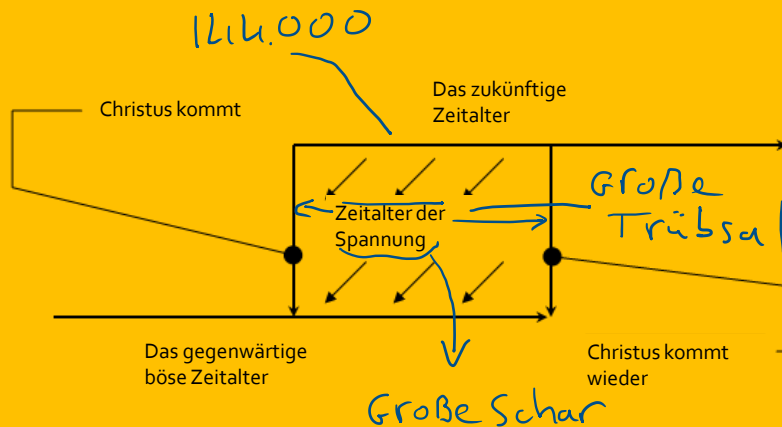 144.000
Christus kommt
Das zukünftige
Zeitalter
Große
Trübsal
Zeitalter der
Spannung
Das gegenwärtige
böse Zeitalter
Christus kommt
wieder
Große Schar